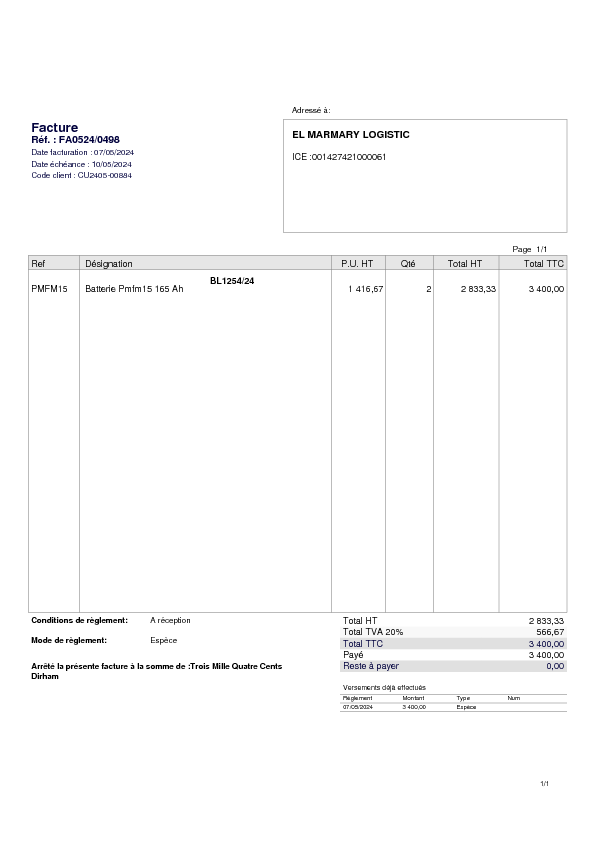 Adressé à:
Facture
Réf. : FA0524/0498
Date facturation : 07/05/2024
Date échéance : 10/05/2024
Code client : CU2405-00884
EL MARMARY LOGISTIC
ICE :001427421000061
Page 1/1
Ref Désignation P.U. HT Qté Total HT Total TTC
BL1254/24
PMFM15 Batterie Pmfm15 165 Ah 1 416,67 2 2 833,33 3 400,00
Conditions de règlement: A réception
Mode de règlement: Espèce
Arrêté la présente facture à la somme de :Trois Mille Quatre Cents
Dirham
Total HT 2 833,33
Total TVA 20% 566,67
Total TTC 3 400,00
Payé 3 400,00
Reste à payer 0,00
Versements déjà effectués
Règlement Montant Type Num
07/05/2024 3 400,00 Espèce
1/1